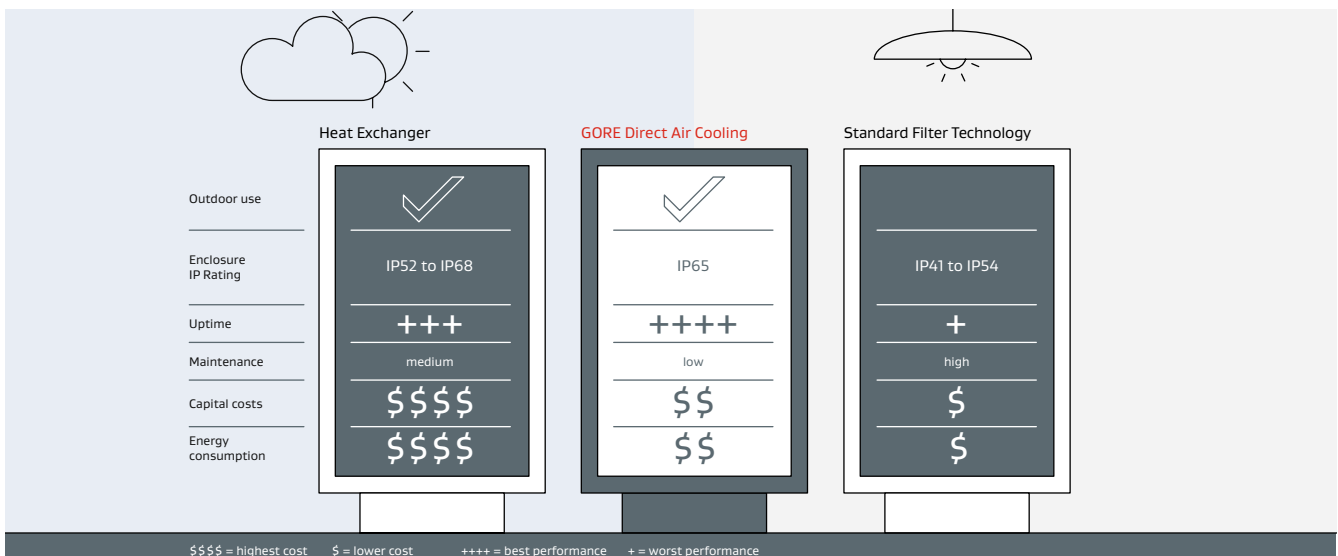 Heat Exchanger
GORE Direct Air Cooling
Standard Filter Technology
Outdoor use
Enclosure
IP Rating
IP52 to IP68
IP65
IP41 to IP54
Uptime
+++
++++
+
Maintenance
medium
low
high
Capital costs
$$$$
$$
$
Energy
consumption
$$$$
$$
$
$$$$ = highest cost $ = lower cost ++++ = best performance + = worst performance